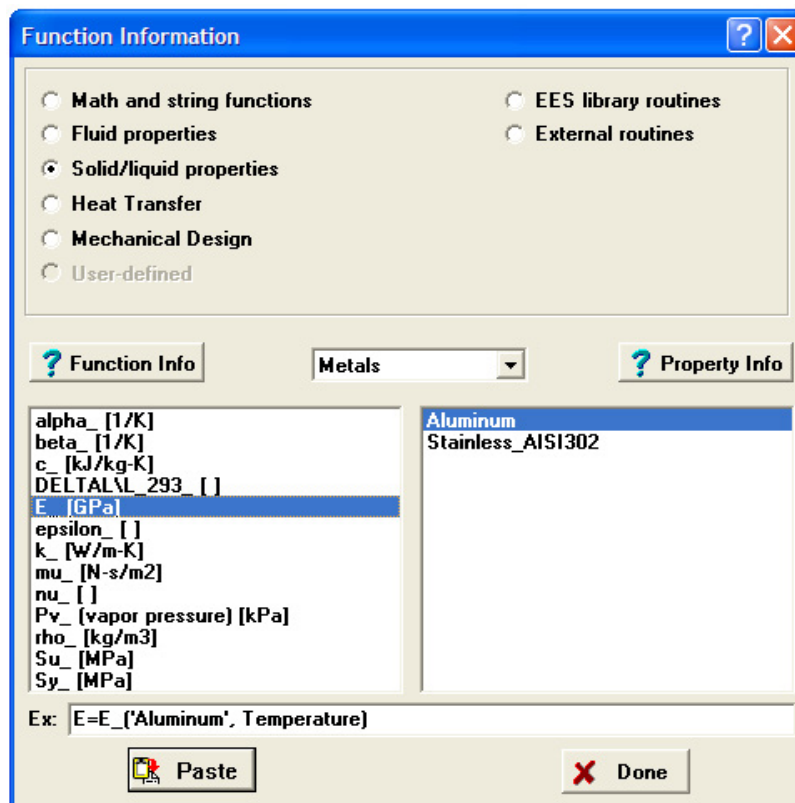 Function Information
Math and string functions
EES library routines
Fluid properties
External routines
Solid/liquid properties
Heat Transfer
Mechanical Design
User-defined
? Function Info
Metals
? Property Info
alpha_ [1/K]
beta_ [1/K]
c_ [kJ/kg-K]
DELTAL\L_293_ [ ]
E_ [GPa]
epsilon_ [ ]
k_ [W/m-K]
mu_ [N-s/m2]
nu_ [ ]
Pv_ (vapor pressure) [kPa]
rho_ [kg/m3]
Su_ [MPa]
Sy_ [MPa]
Aluminum
Stainless_AISI302
Ex: E=E_('Aluminum', Temperature)
Paste
Done